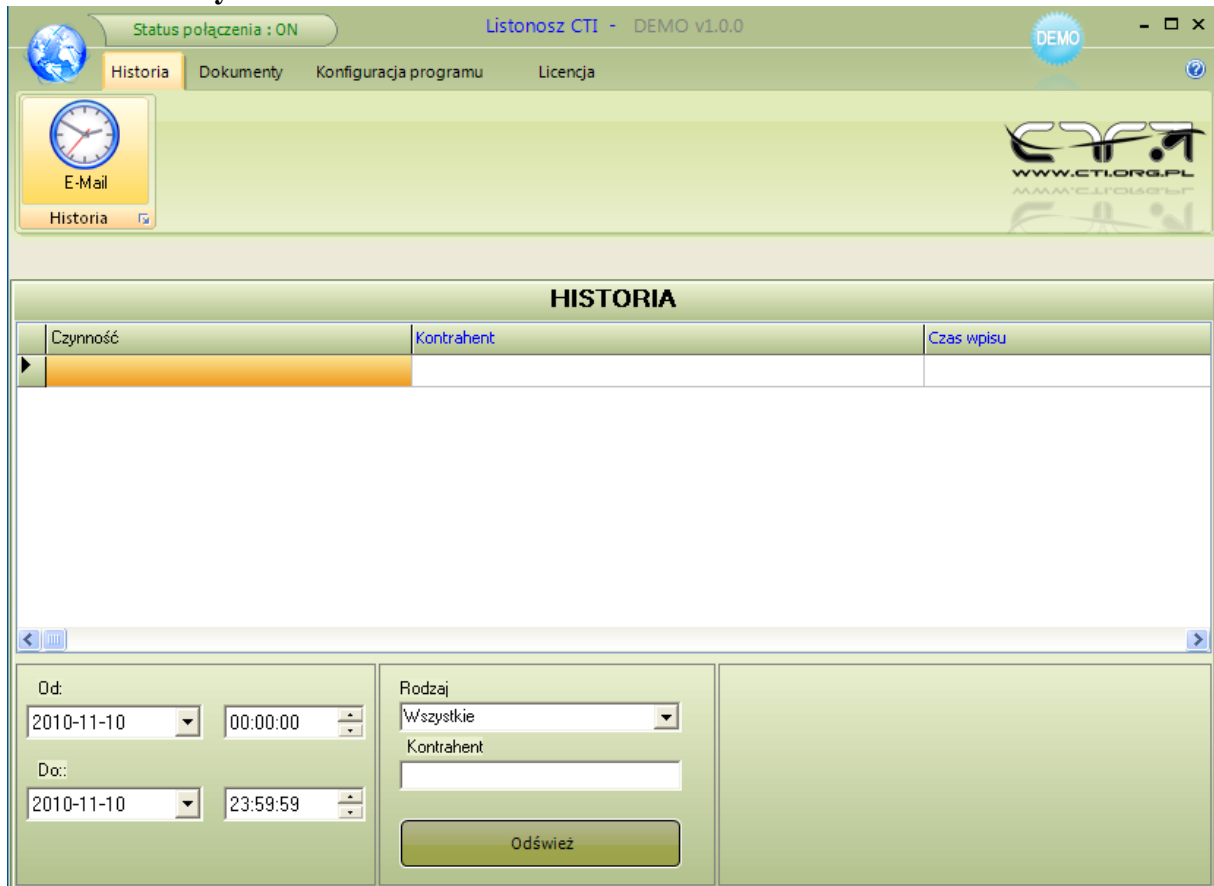 Status połączenia : ON
Listonosz CTI - DEMO v1.0.0
DEMO
Historia Dokumenty Konfiguracja programu Licencja
E-Mail
Historia
WWW.CTI.ORG.PL
HISTORIA
Czynność Kontrahent Czas wpisu
Od:
2010-11-10 00:00:00
Do::
2010-11-10 23:59:59
Rodzaj
Wszystkie
Kontrahent
Odśwież